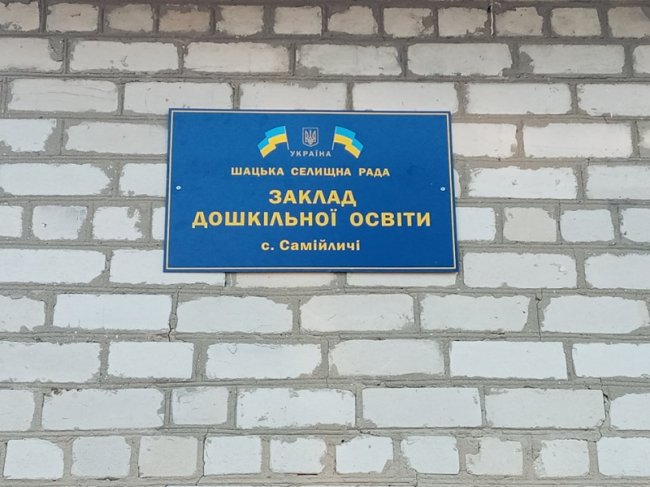 УКРАЇНА
ШАЦЬКА СЕЛИЩНА РАДА
ЗАКЛАД
ДОШКІЛЬНОЇ ОСВІТИ
с. Самійличі